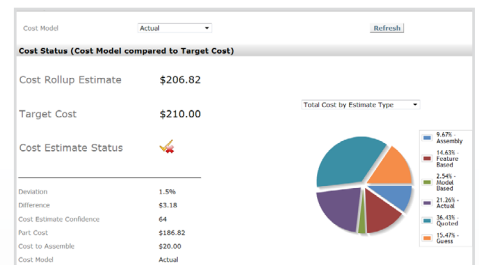 Cost Model Actual Refresh
Cost Status (Cost Model compared to Target Cost)
Cost Rollup Estimate $206.82
Target Cost $210.00
Cost Estimate Status
Total Cost by Estimate Type
9.67% -
Assembly
14.63% -
Feature
Based
2.54% -
Model
Based
21.26% -
Actual
36.43% -
Quoted
15.47% -
Guess
Deviation 1.5%
Difference $3.18
Cost Estimate Confidence 64
Part Cost $186.82
Cost to Assemble $20.00
Cost Model Actual